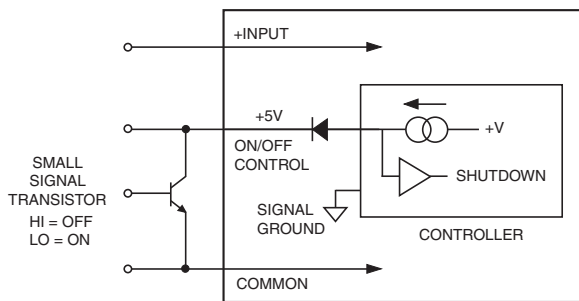 +INPUT
+5V
ON/OFF
CONTROL
+V
SHUTDOWN
SMALL
SIGNAL
TRANSISTOR
HI = OFF
LO = ON
SIGNAL
GROUND
CONTROLLER
COMMON